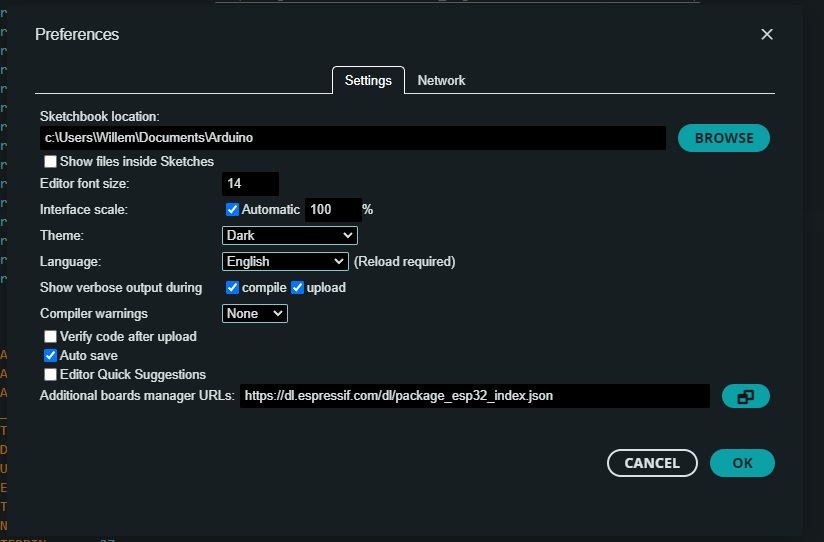 Preferences
Settings Network
Sketchbook location:
c:\Users\Willem\Documents\Arduino BROWSE
Show files inside Sketches
Editor font size: 14
Interface scale: Automatic 100 %
Theme: Dark
Language: English (Reload required)
Show verbose output during compile upload
Compiler warnings None
Verify code after upload
Auto save
Editor Quick Suggestions
Additional boards manager URLs: https://dl.espressif.com/dl/package_esp32_index.json
CANCEL OK